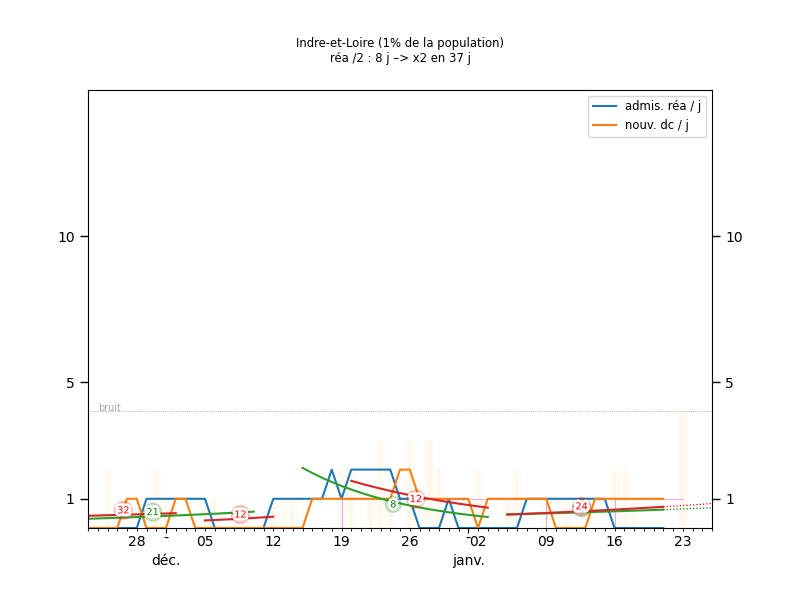 Indre-et-Loire (1% de la population)
réa /2 : 8 j –> x2 en 37 j
admis. réa / j
nouv. dc / j
10 10
5 5
bruit
1 1
32 21 12 8 12 24
28 05 12 19 26 02 09 16 23
déc. janv.